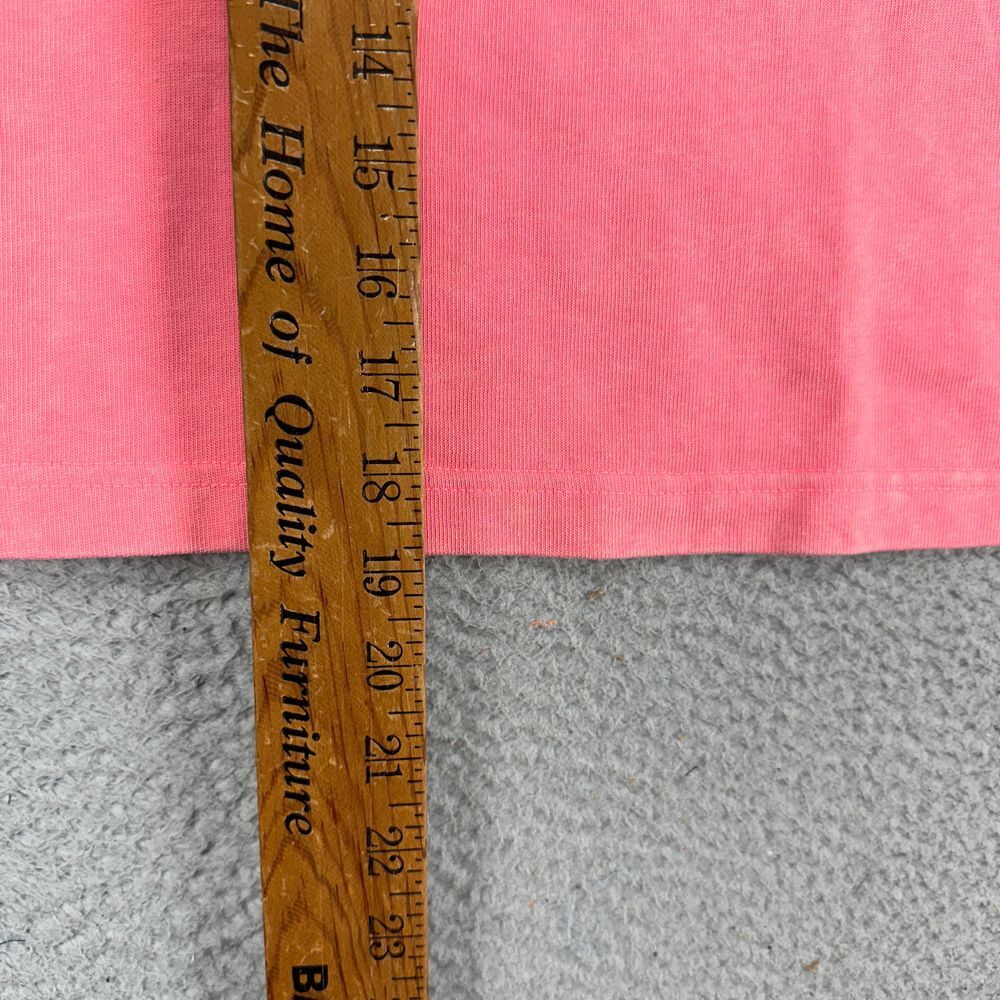 The Home of Quality Furniture
14 15 16 17 18 19 20 21 22 23